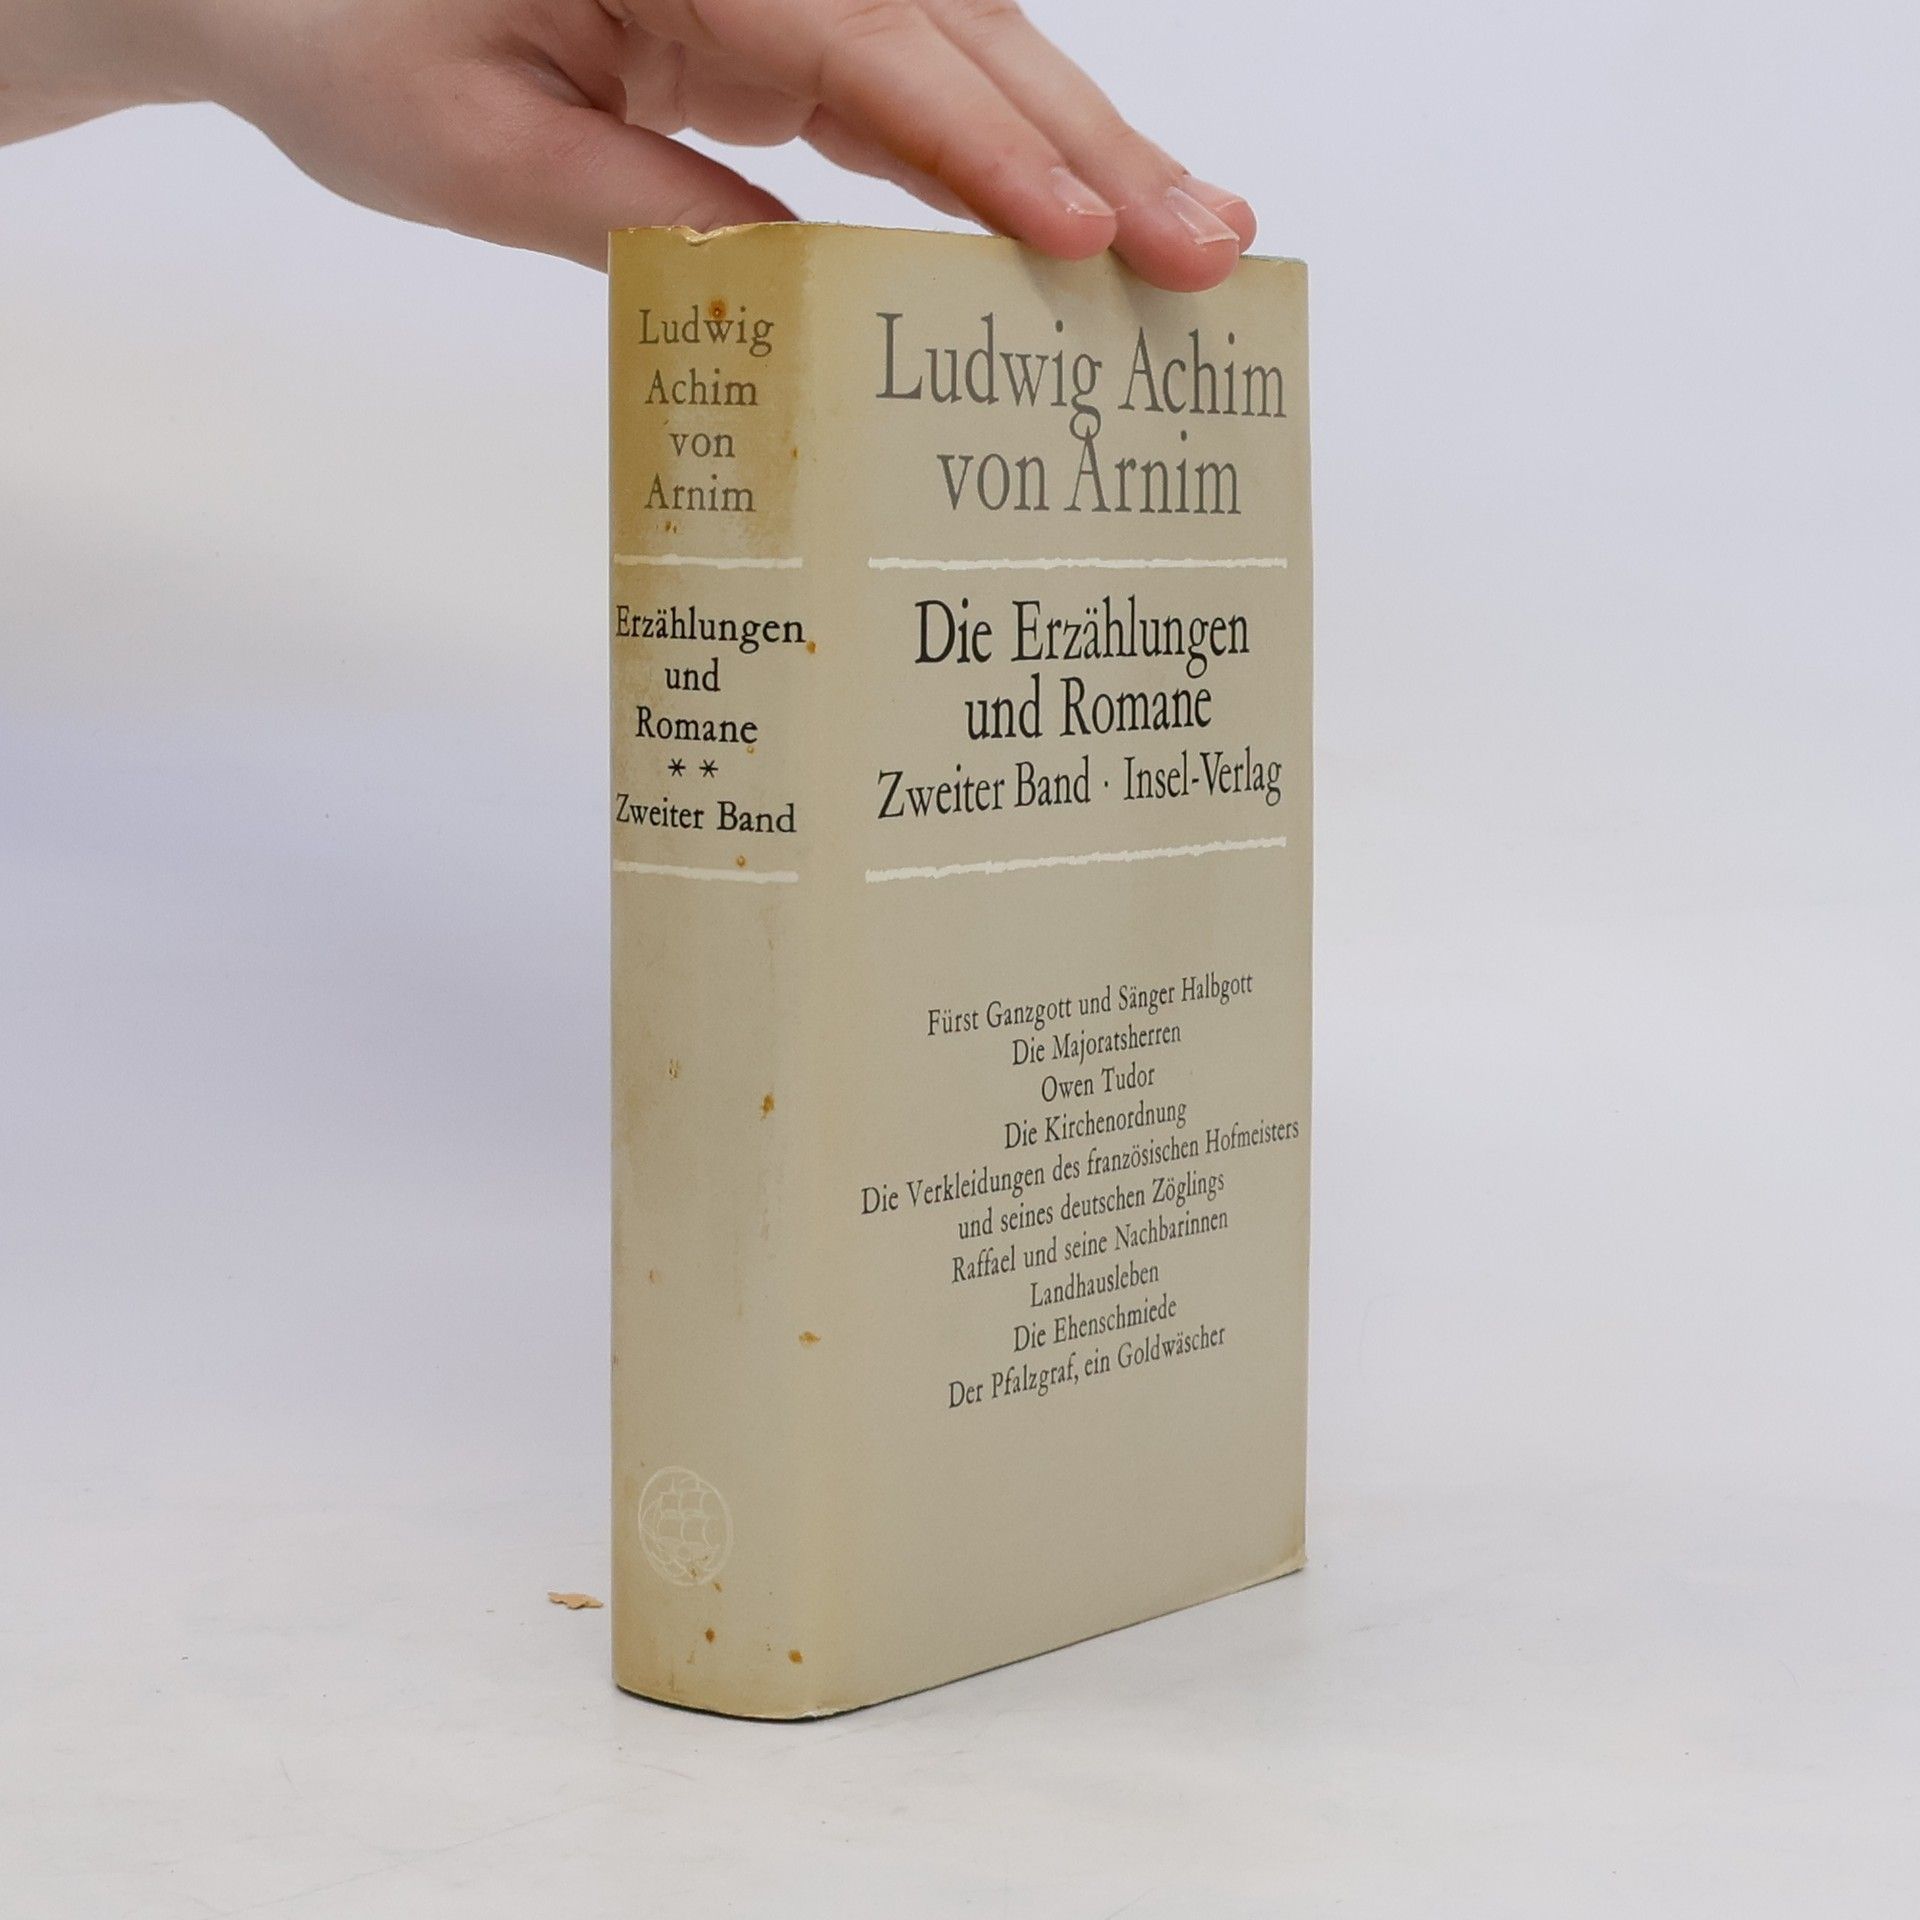 Ludwig
Achim
von
Arnim
Erzählungen
und
Romane
* *
Zweiter Band
Ludwig Achim
von Arnim
Die Erzählungen
und Romane
Zweiter Band · Insel-Verlag
Fürst Ganzgott und Sänger Halbgott
Die Majoratsherren
Owen Tudor
Die Kirchenordnung
Die Verkleidungen des französischen Hofmeisters
und seines deutschen Zöglings
Raffael und seine Nachbarinnen
Landhausleben
Die Ehenschmiede
Der Pfalzgraf, ein Goldwäscher